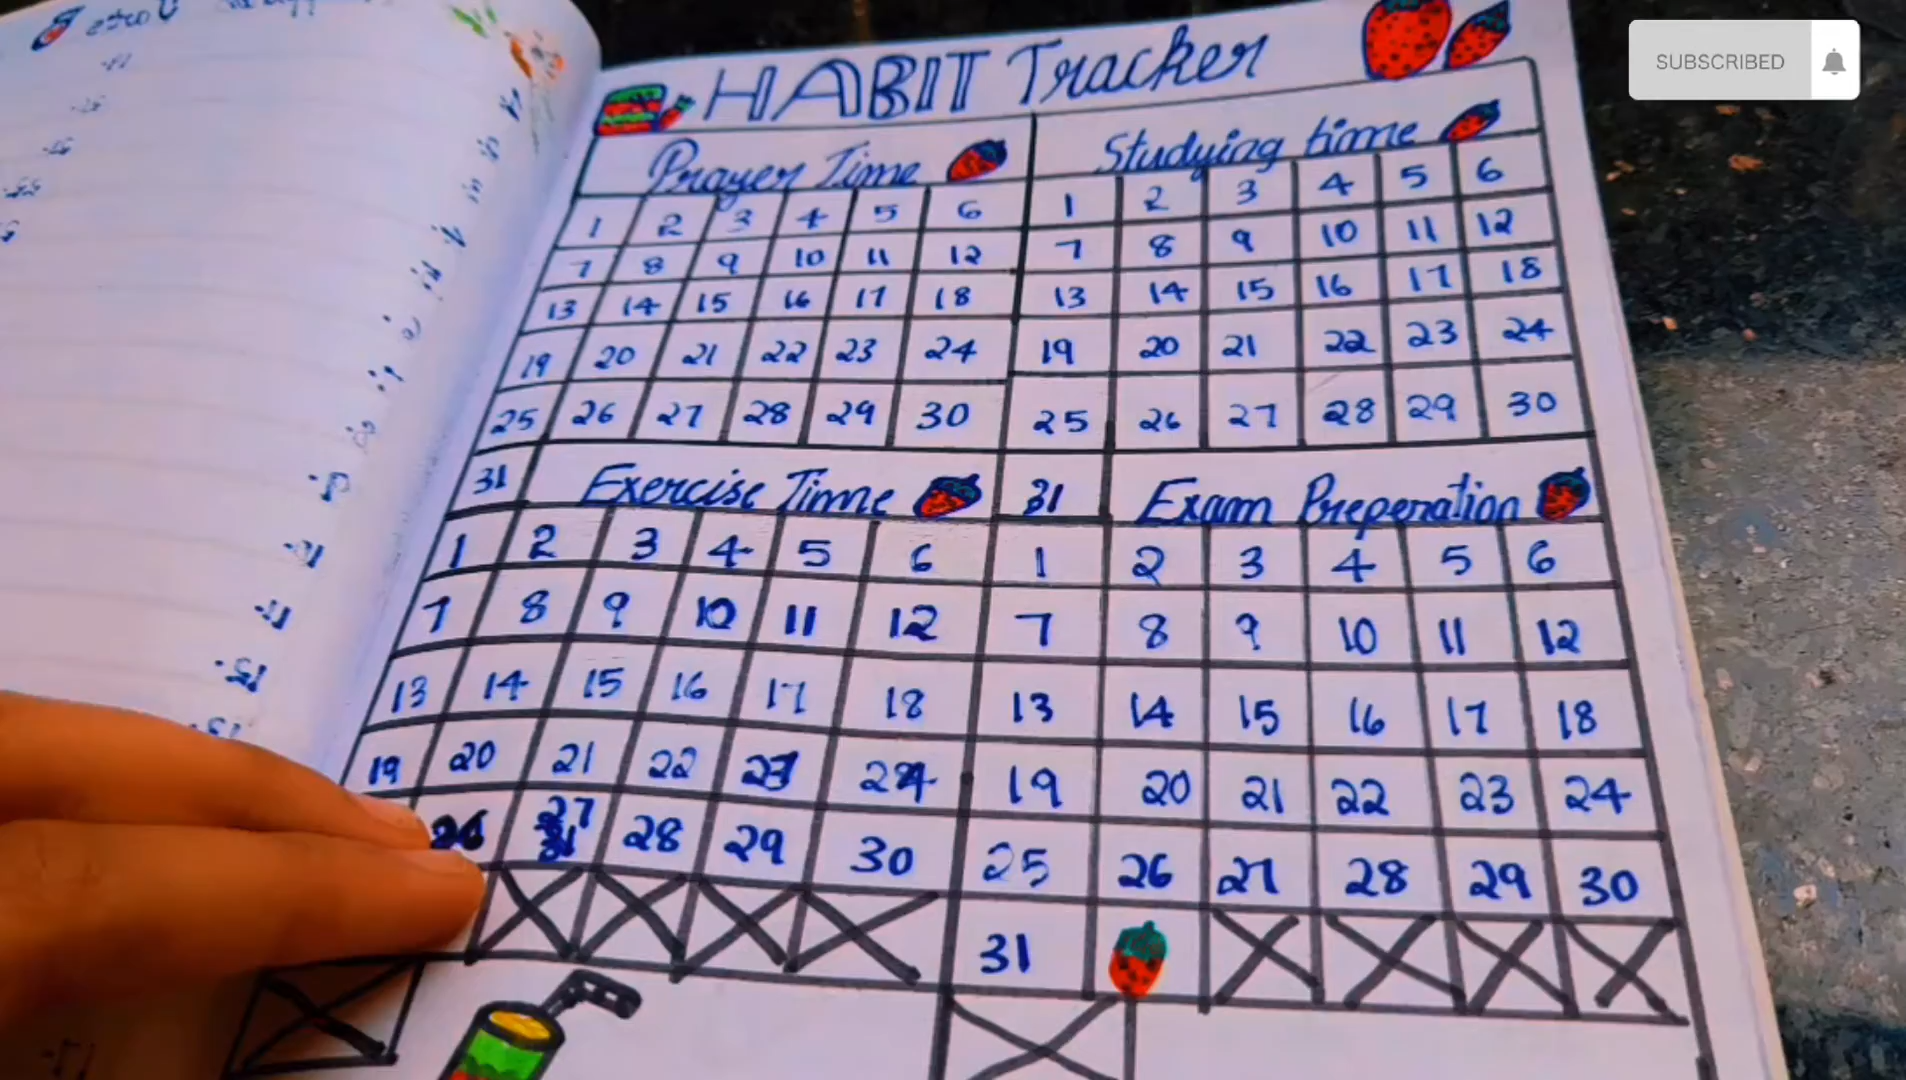 SUBSCRIBED
HABIT Tracker
Prayer Time
1 2 3 4 5 6
7 8 9 10 11 12
13 14 15 16 17 18
19 20 21 22 23 24
25 26 27 28 29 30
31
Studying time
1 2 3 4 5 6
7 8 9 10 11 12
13 14 15 16 17 18
19 20 21 22 23 24
25 26 27 28 29 30
31
Exercise Time
1 2 3 4 5 6
7 8 9 10 11 12
13 14 15 16 17 18
19 20 21 22 23 24
26 27 28 29 30
Exam Preperation
1 2 3 4 5 6
7 8 9 10 11 12
13 14 15 16 17 18
19 20 21 22 23 24
25 26 27 28 29 30
31